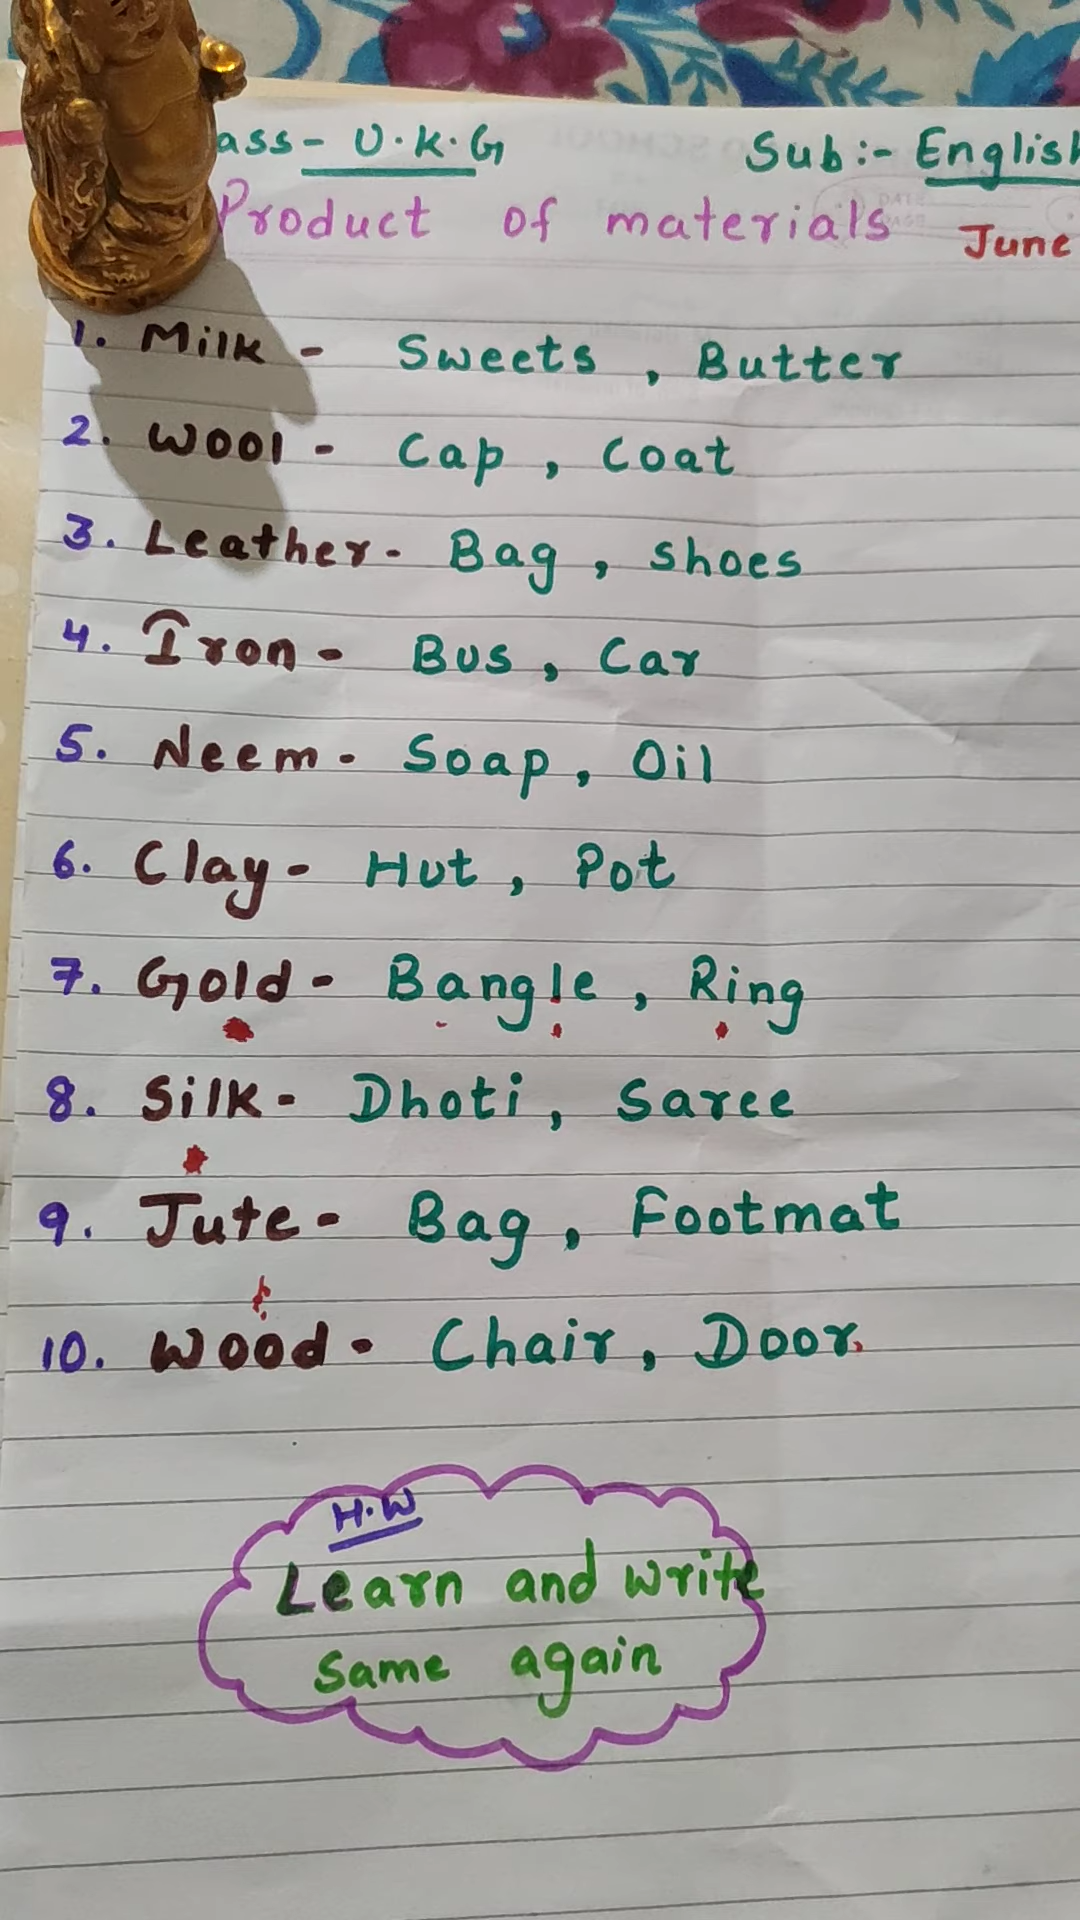 ass- U.K.G Sub:- English
Product of materials June
1. Milk - Sweets, Butter
2. Wool - Cap, Coat
3. Leather - Bag, shoes
4. Iron - Bus, Car
5. Neem - Soap, Oil
6. Clay - Hut, Pot
7. Gold - Bangle, Ring
8. Silk - Dhoti, Saree
9. Jute - Bag, Footmat
10. Wood - Chair, Door.
H.W
Learn and write
same again